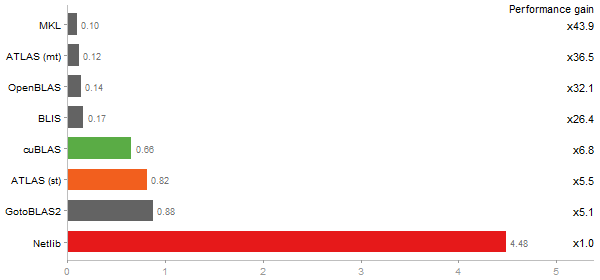 Performance gain
MKL 0.10 x43.9
ATLAS (mt) 0.12 x36.5
OpenBLAS 0.14 x32.1
BLIS 0.17 x26.4
cuBLAS 0.66 x6.8
ATLAS (st) 0.82 x5.5
GotoBLAS2 0.88 x5.1
Netlib 4.48 x1.0
0 1 2 3 4 5